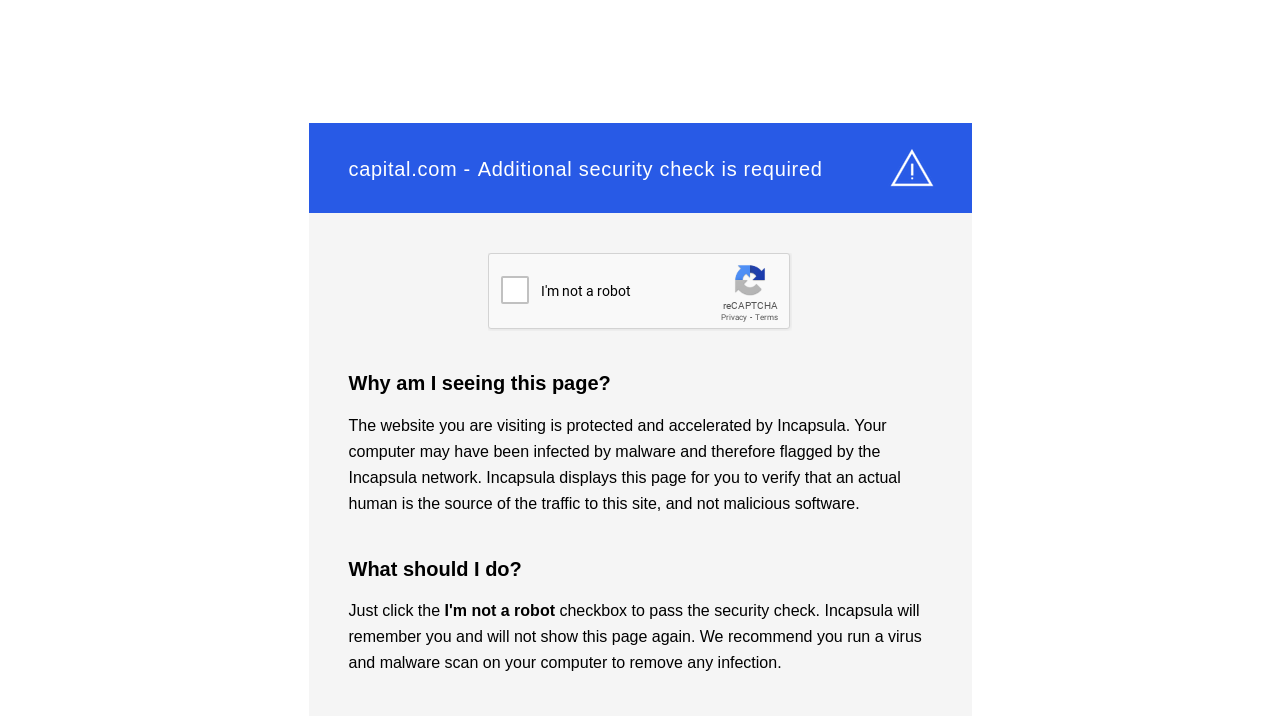 capital.com - Additional security check is required
I'm not a robot
reCAPTCHA
Privacy - Terms
Why am I seeing this page?
The website you are visiting is protected and accelerated by Incapsula. Your
computer may have been infected by malware and therefore flagged by the
Incapsula network. Incapsula displays this page for you to verify that an actual
human is the source of the traffic to this site, and not malicious software.
What should I do?
Just click the I'm not a robot checkbox to pass the security check. Incapsula will
remember you and will not show this page again. We recommend you run a virus
and malware scan on your computer to remove any infection.